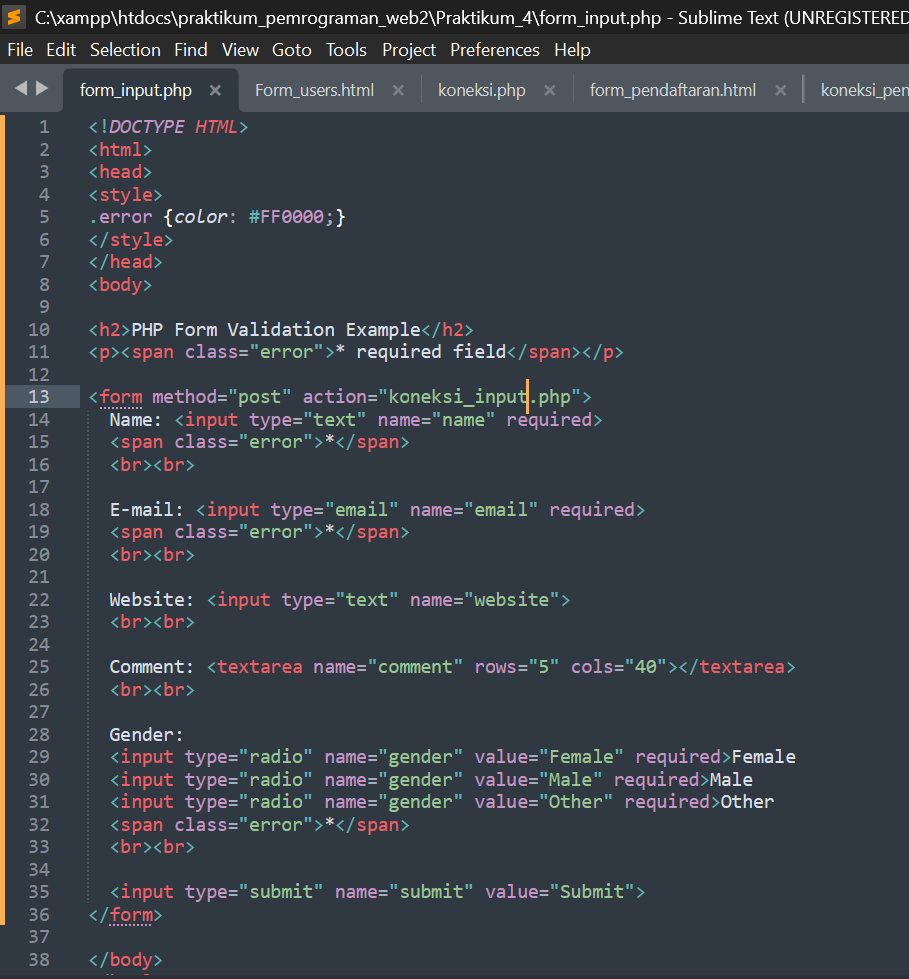 C:\xampp\htdocs\praktikum_pemrograman_web2\Praktikum_4\form_input.php - Sublime Text (UNREGISTERED
File Edit Selection Find View Goto Tools Project Preferences Help
form_input.php × Form_users.html × koneksi.php × form_pendaftaran.html × koneksi_pen
1 <!DOCTYPE HTML>
2 <html>
3 <head>
4 <style>
5 .error {color: #FF0000;}
6 </style>
7 </head>
8 <body>
9
10 <h2>PHP Form Validation Example</h2>
11 <p><span class="error">* required field</span></p>
12
13 <form method="post" action="koneksi_input.php">
14   Name: <input type="text" name="name" required>
15   <span class="error">*</span>
16   <br><br>
17
18   E-mail: <input type="email" name="email" required>
19   <span class="error">*</span>
20   <br><br>
21
22   Website: <input type="text" name="website">
23   <br><br>
24
25   Comment: <textarea name="comment" rows="5" cols="40"></textarea>
26   <br><br>
27
28   Gender:
29   <input type="radio" name="gender" value="Female" required>Female
30   <input type="radio" name="gender" value="Male" required>Male
31   <input type="radio" name="gender" value="Other" required>Other
32   <span class="error">*</span>
33   <br><br>
34
35   <input type="submit" name="submit" value="Submit">
36 </form>
37
38 </body>